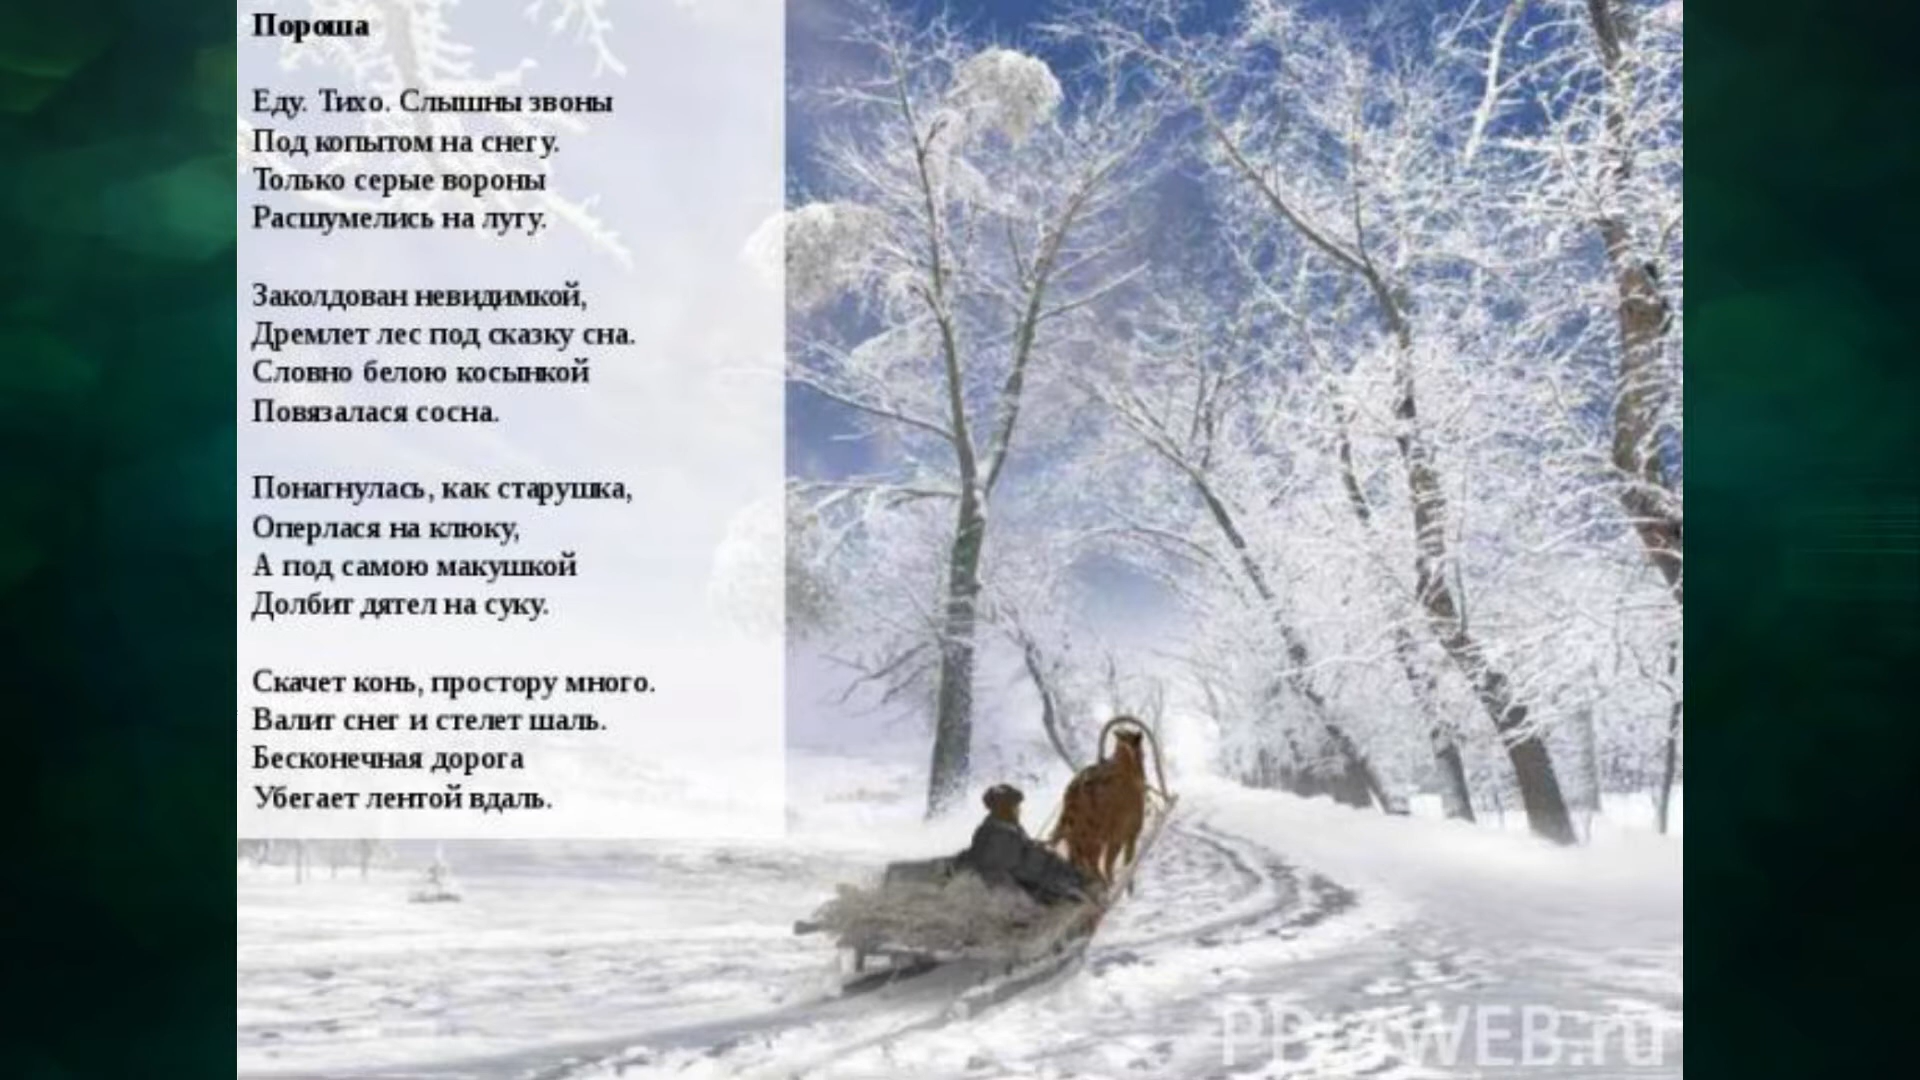 Пороша
Еду. Тихо. Слышны звоны
Под копытом на снегу.
Только серые вороны
Расшумелись на лугу.
Заколдован невидимкой,
Дремлет лес под сказку сна.
Словно белою косынкой
Повязалася сосна.
Понагнулась, как старушка,
Оперлася на клюку,
А под самою макушкой
Долбит дятел на суку.
Скачет конь, простору много.
Валит снег и стелет шаль.
Бесконечная дорога
Убегает лентой вдаль.